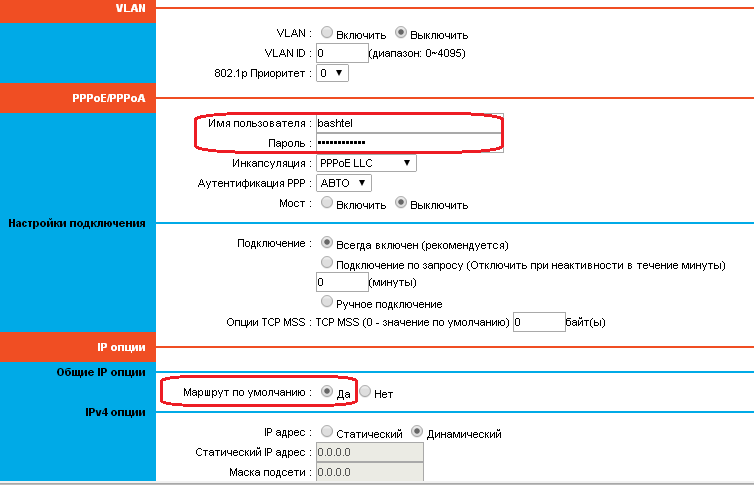 VLAN
VLAN : Включить Выключить
VLAN ID : 0 (диапазон: 0~4095)
802.1p Приоритет : 0
PPPoE/PPPoA
Имя пользователя : bashtel
Пароль : ••••••••••••
Инкапсуляция : PPPoE LLC
Аутентификация PPP : АВТО
Мост : Включить Выключить
Настройки подключения
Подключение : Всегда включен (рекомендуется)
Подключение по запросу (Отключить при неактивности в течение минуты)
0 (минуты)
Ручное подключение
Опции TCP MSS : TCP MSS (0 - значение по умолчанию) 0 байт(ы)
IP опции
Общие IP опции
Маршрут по умолчанию : Да Нет
IPv4 опции
IP адрес : Статический Динамический
Статический IP адрес : 0.0.0.0
Маска подсети : 0.0.0.0